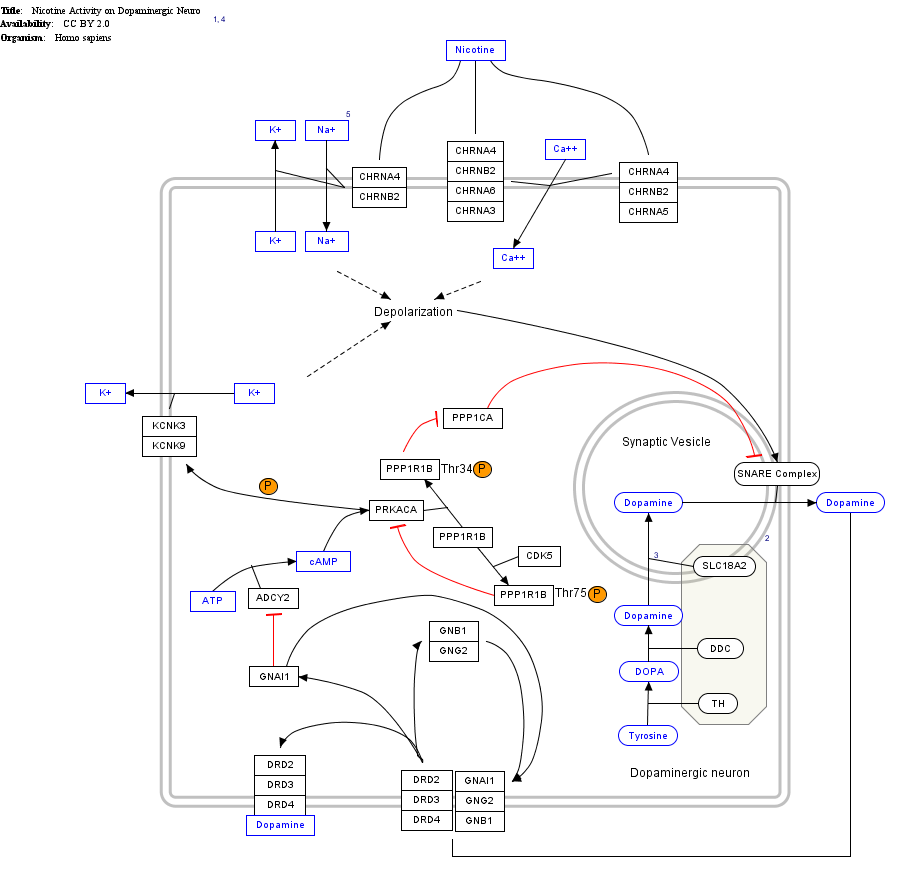 Title: Nicotine Activity on Dopaminergic Neuro
Availability: CC BY 2.0
Organism: Homo sapiens
1, 4
Nicotine
K+
Na+
5
CHRNA4
CHRNB2
CHRNA4
CHRNB2
CHRNA6
CHRNA3
Ca++
CHRNA4
CHRNB2
CHRNA5
K+
Na+
Ca++
Depolarization
K+
K+
KCNK3
KCNK9
PPP1CA
Synaptic Vesicle
SNARE Complex
PPP1R1B
Thr34
P
P
PRKACA
Dopamine
Dopamine
PPP1R1B
2
CDK5
3
SLC18A2
cAMP
ATP
ADCY2
PPP1R1B
Thr75
P
Dopamine
GNB1
GNG2
DDC
GNAI1
DOPA
TH
Tyrosine
Dopaminergic neuron
DRD2
DRD3
DRD4
Dopamine
DRD2
DRD3
DRD4
GNAI1
GNG2
GNB1